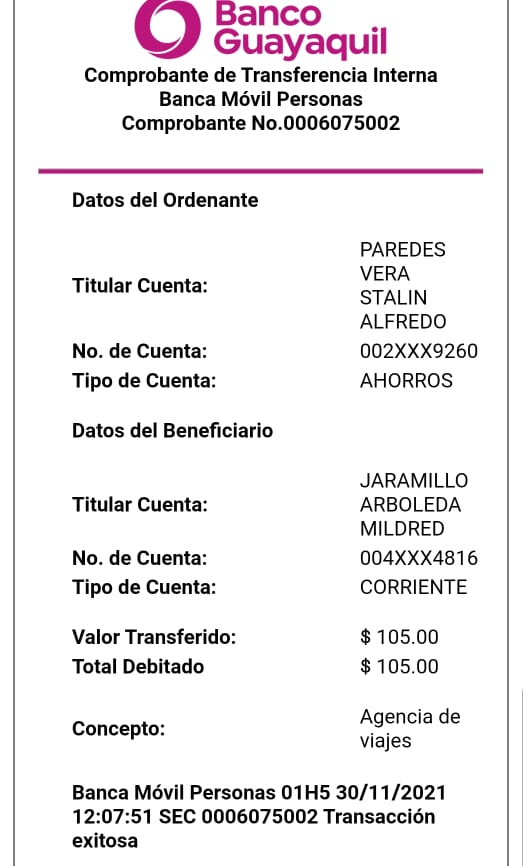 Banco
Guayaquil
Comprobante de Transferencia Interna
Banca Móvil Personas
Comprobante No.0006075002
Datos del Ordenante
Titular Cuenta:
PAREDES
VERA
STALIN
ALFREDO
No. de Cuenta: 002XXX9260
Tipo de Cuenta: AHORROS
Datos del Beneficiario
Titular Cuenta:
JARAMILLO
ARBOLEDA
MILDRED
No. de Cuenta: 004XXX4816
Tipo de Cuenta: CORRIENTE
Valor Transferido: $ 105.00
Total Debitado $ 105.00
Concepto:
Agencia de
viajes
Banca Móvil Personas 01H5 30/11/2021
12:07:51 SEC 0006075002 Transacción
exitosa